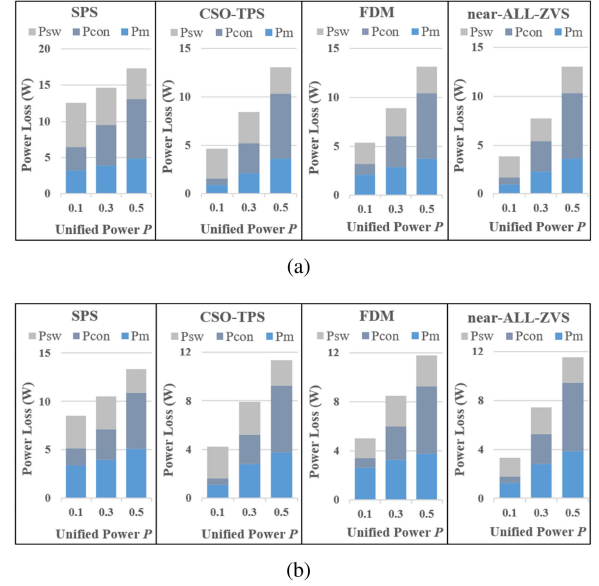 SPS
Psw Pcon Pm
Power Loss (W)
20
15
10
5
0
0.1 0.3 0.5
Unified Power P
CSO-TPS
Psw Pcon Pm
Power Loss (W)
15
10
5
0
0.1 0.3 0.5
Unified Power P
FDM
Psw Pcon Pm
Power Loss (W)
15
10
5
0
0.1 0.3 0.5
Unified Power P
near-ALL-ZVS
Psw Pcon Pm
Power Loss (W)
15
10
5
0
0.1 0.3 0.5
Unified Power P
(a)
SPS
Psw Pcon Pm
Power Loss (W)
15
10
5
0
0.1 0.3 0.5
Unified Power P
CSO-TPS
Psw Pcon Pm
Power Loss (W)
12
8
4
0
0.1 0.3 0.5
Unified Power P
FDM
Psw Pcon Pm
Power Loss (W)
12
8
4
0
0.1 0.3 0.5
Unified Power P
near-ALL-ZVS
Psw Pcon Pm
Power Loss (W)
12
8
4
0
0.1 0.3 0.5
Unified Power P
(b)